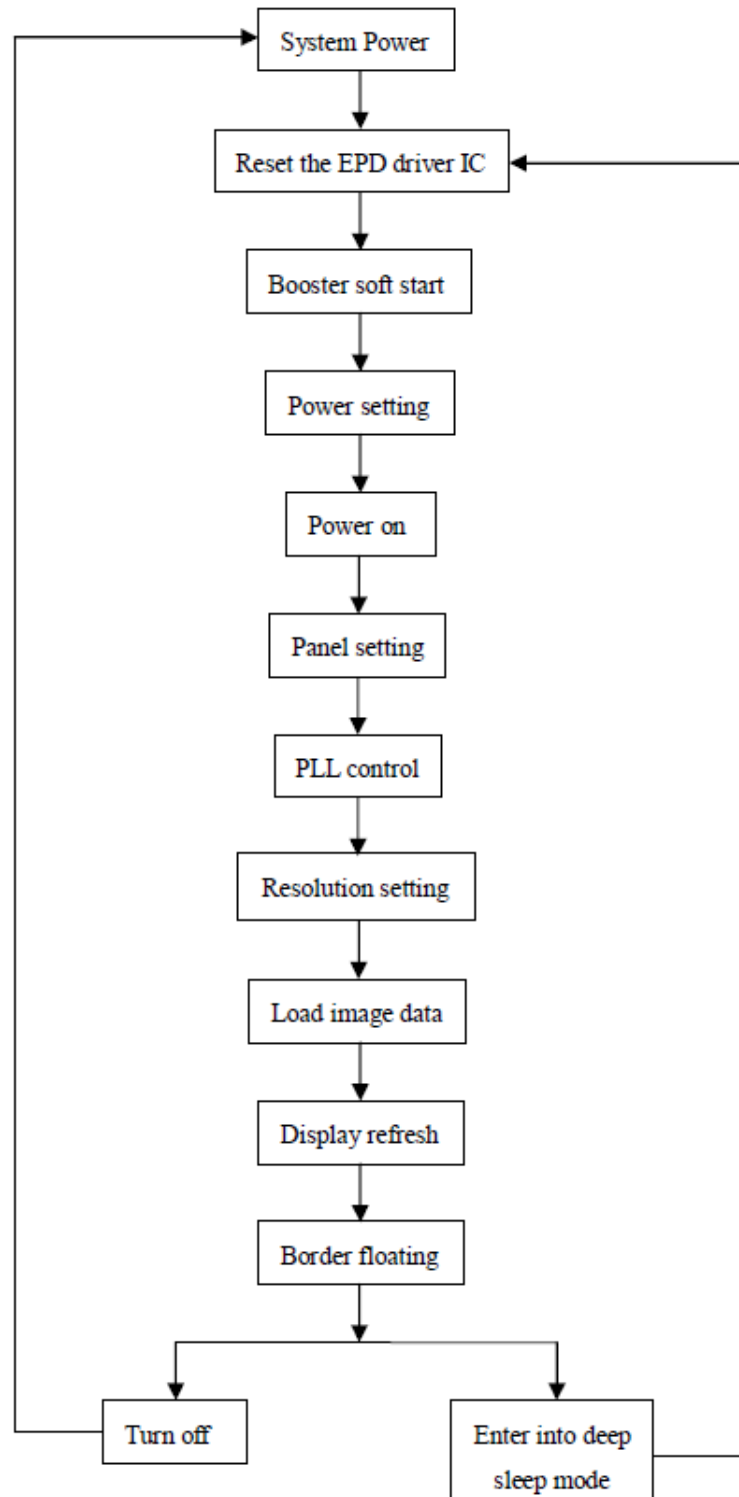 System Power
Reset the EPD driver IC
Booster soft start
Power setting
Power on
Panel setting
PLL control
Resolution setting
Load image data
Display refresh
Border floating
Turn off
Enter into deep
sleep mode